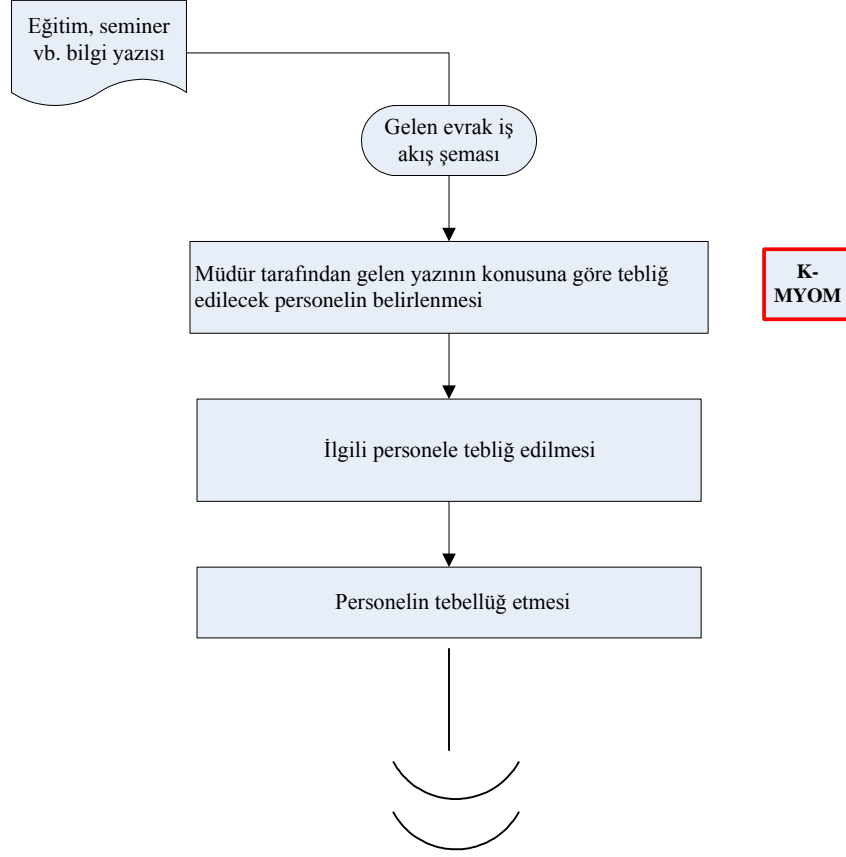 Eğitim, seminer
vb. bilgi yazısı
Gelen evrak iş
akış şeması
Müdür tarafından gelen yazının konusuna göre tebliğ
edilecek personelin belirlenmesi
K-
MYOM
İlgili personele tebliğ edilmesi
Personelin tebellüğ etmesi